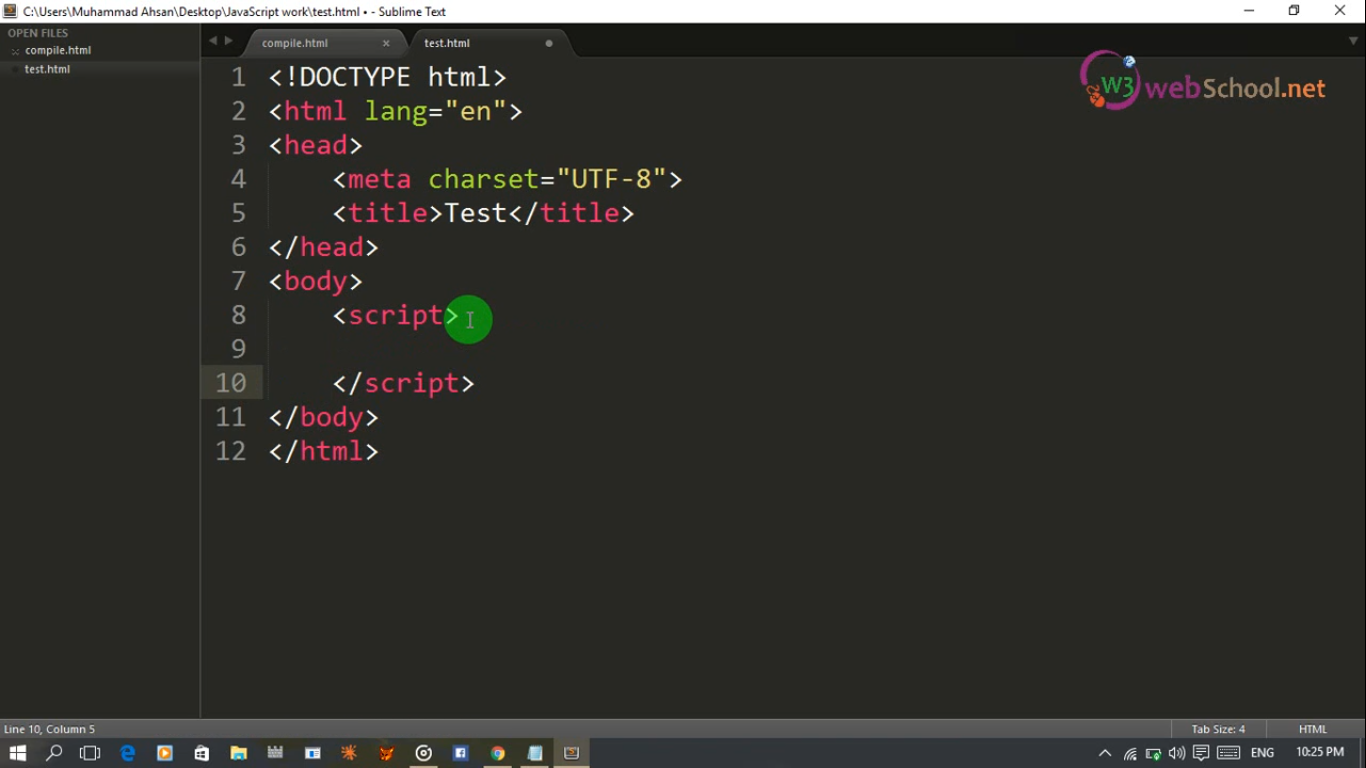 C:\Users\Muhammad Ahsan\Desktop\JavaScript work\test.html • - Sublime Text
OPEN FILES
compile.html
test.html
compile.html
test.html
W3 webSchool.net
1 <!DOCTYPE html>
2 <html lang="en">
3 <head>
4 <meta charset="UTF-8">
5 <title>Test</title>
6 </head>
7 <body>
8 <script>
9
10 </script>
11 </body>
12 </html>
Line 10, Column 5
Tab Size: 4
HTML
ENG
10:25 PM